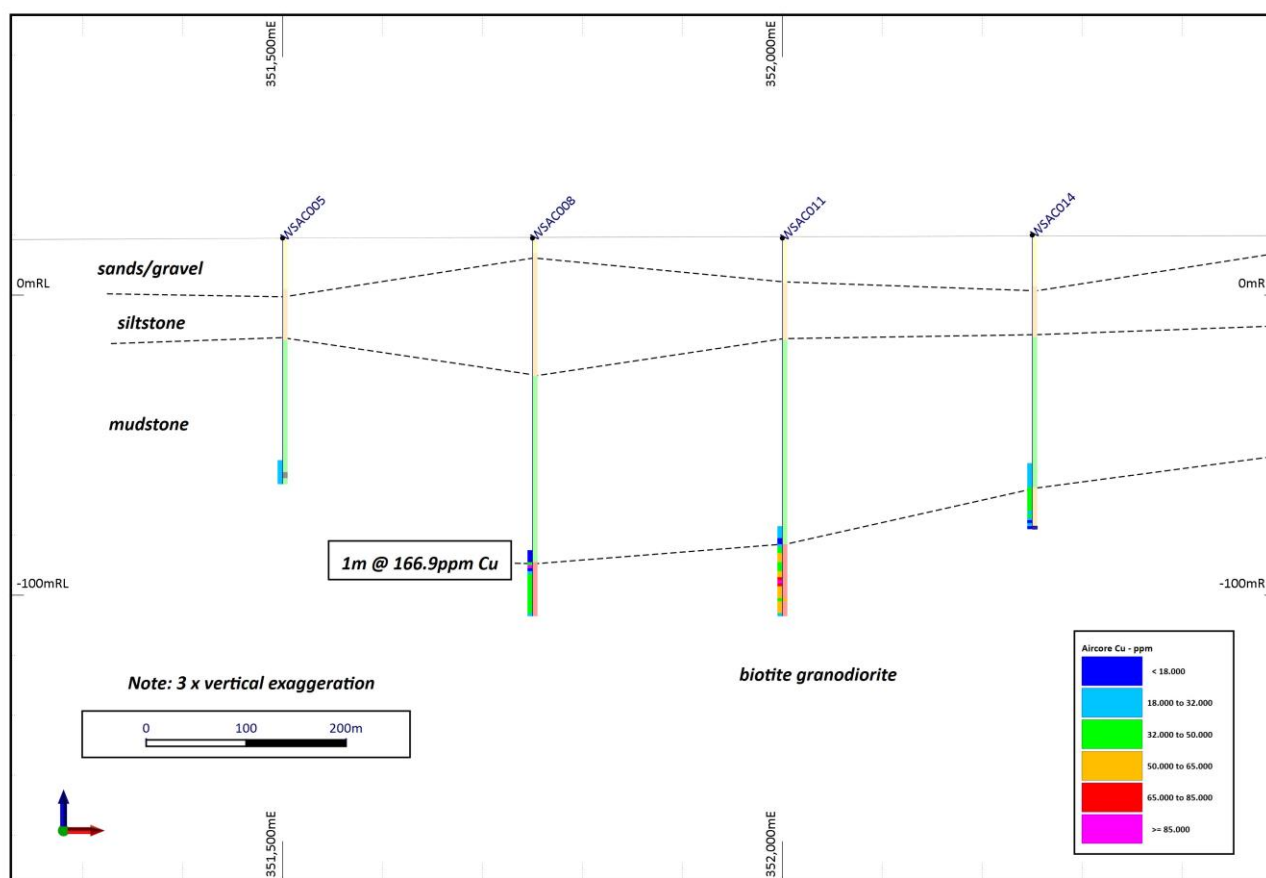 351,500mE
352,000mE
WSAC005
WSAC008
WSAC011
WSAC014
sands/gravel
0mRL
0mRL
siltstone
mudstone
1m @ 166.9ppm Cu
-100mRL
-100mRL
biotite granodiorite
Note: 3 x vertical exaggeration
0 100 200m
Aircore Cu - ppm
< 18.000
18.000 to 32.000
32.000 to 50.000
50.000 to 65.000
65.000 to 85.000
>= 85.000
351,500mE
352,000mE